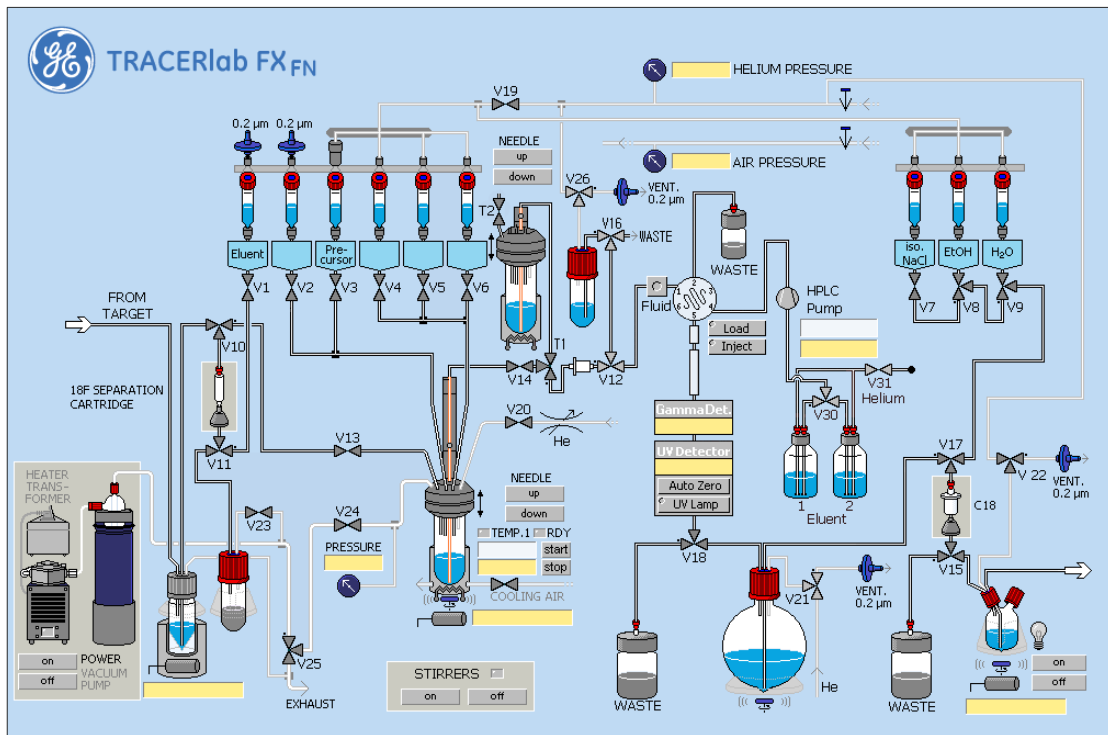 GE
TRACERlab FX FN
V19
HELIUM PRESSURE
0.2 µm
0.2 µm
NEEDLE
up
down
AIR PRESSURE
V26
VENT.
0.2 µm
T2
V16
WASTE
WASTE
Eluent
Pre-
cursor
iso.
NaCl
EtOH
H₂O
V1
V2
V3
V4
V5
V6
Fluid
1
2
3
4
5
6
HPLC
Pump
V7
V8
V9
FROM
TARGET
Load
Inject
V10
T1
V14
V12
V31
Helium
V30
18F SEPARATION
CARTRIDGE
V20
He
GammaDet.
V11
V13
UV Detector
V17
V 22
VENT.
0.2 µm
HEATER
TRANS-
FORMER
NEEDLE
up
down
Auto Zero
UV Lamp
1
2
Eluent
C18
V23
V24
TEMP.1
RDY
start
stop
PRESSURE
V18
V15
COOLING AIR
V21
VENT.
0.2 µm
V25
on
POWER
off
VACUUM
PUMP
STIRRERS
on
off
on
off
EXHAUST
He
WASTE
WASTE